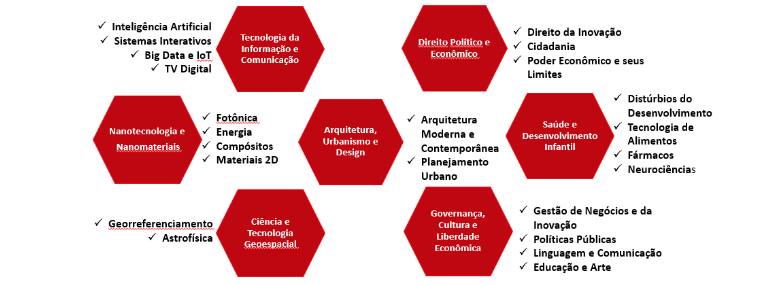 ✓ Inteligência Artificial
✓ Sistemas Interativos
✓ Big Data e IoT
✓ TV Digital
Tecnologia da
Informação e
Comunicação
Direito Político e
Econômico
✓ Direito da Inovação
✓ Cidadania
✓ Poder Econômico e seus
Limites
Nanotecnologia e
Nanomateriais
✓ Fotônica
✓ Energia
✓ Compósitos
✓ Materiais 2D
Arquitetura,
Urbanismo e
Design
✓ Arquitetura
Moderna e
Contemporânea
✓ Planejamento
Urbano
Saúde e
Desenvolvimento
Infantil
✓ Distúrbios do
Desenvolvimento
✓ Tecnologia de
Alimentos
✓ Fármacos
✓ Neurociências
✓ Georreferenciamento
✓ Astrofísica
Ciência e
Tecnologia
Geoespacial
Governança,
Cultura e
Liberdade
Econômica
✓ Gestão de Negócios e da
Inovação
✓ Políticas Públicas
✓ Linguagem e Comunicação
✓ Educação e Arte